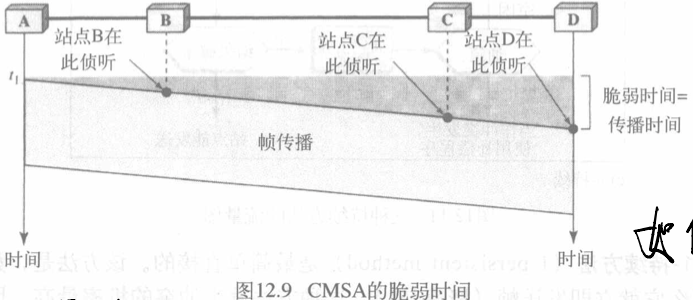 A B C D
站点B在
此侦听
站点C在
此侦听
站点D在
此侦听
t1
脆弱时间=
传播时间
帧传播
时间
时间
图12.9 CMSA的脆弱时间